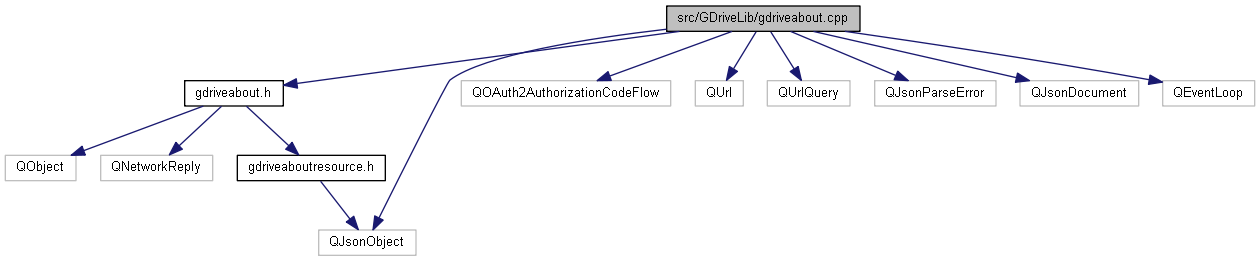 src/GDriveLib/gdriveabout.cpp
gdriveabout.h
QOAuth2AuthorizationCodeFlow
QUrl
QUrlQuery
QJsonParseError
QJsonDocument
QEventLoop
QObject
QNetworkReply
gdriveaboutresource.h
QJsonObject